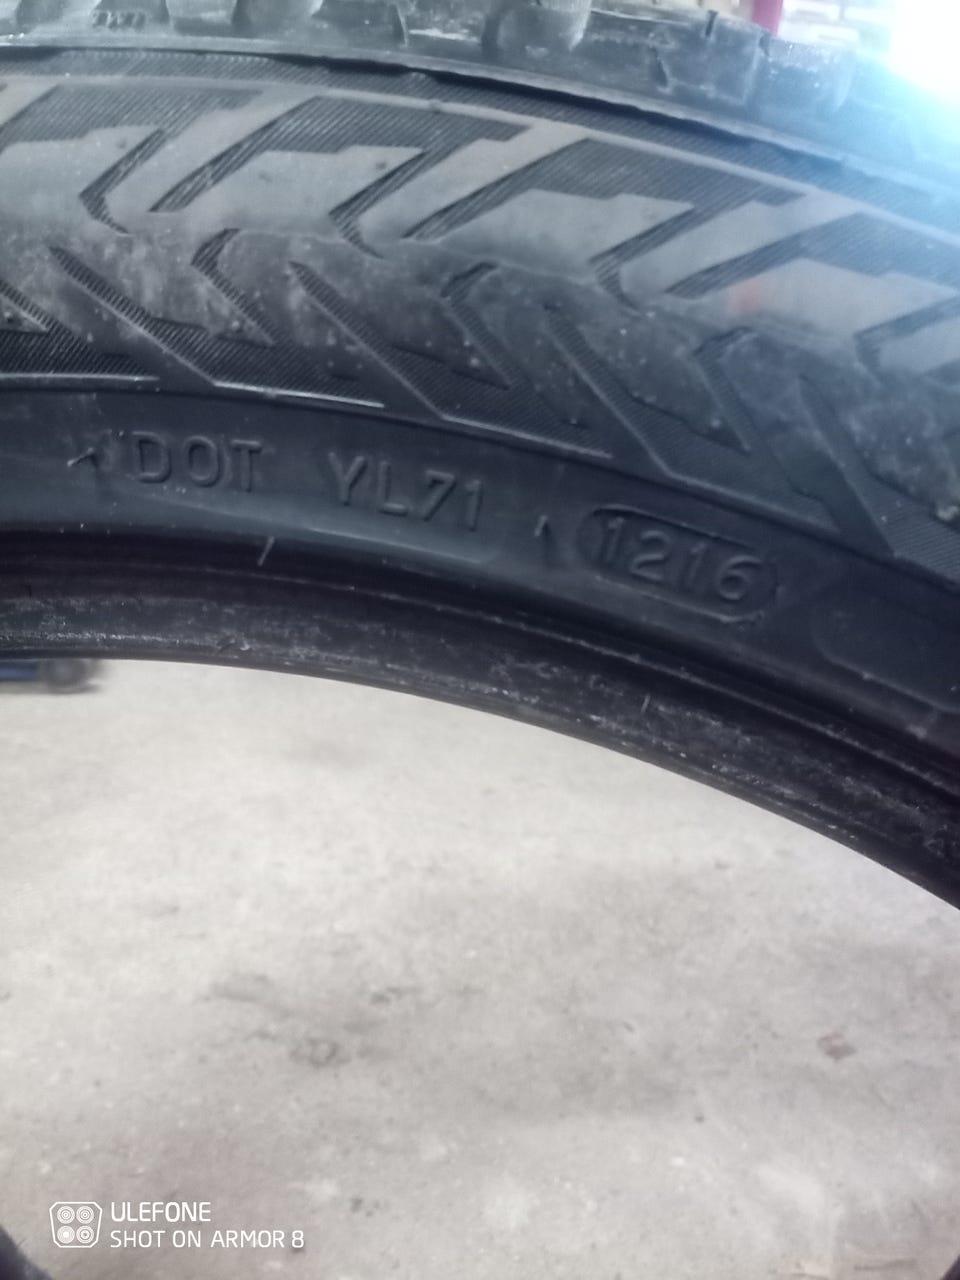 DOT YL71 1216
ULEFONE
SHOT ON ARMOR 8